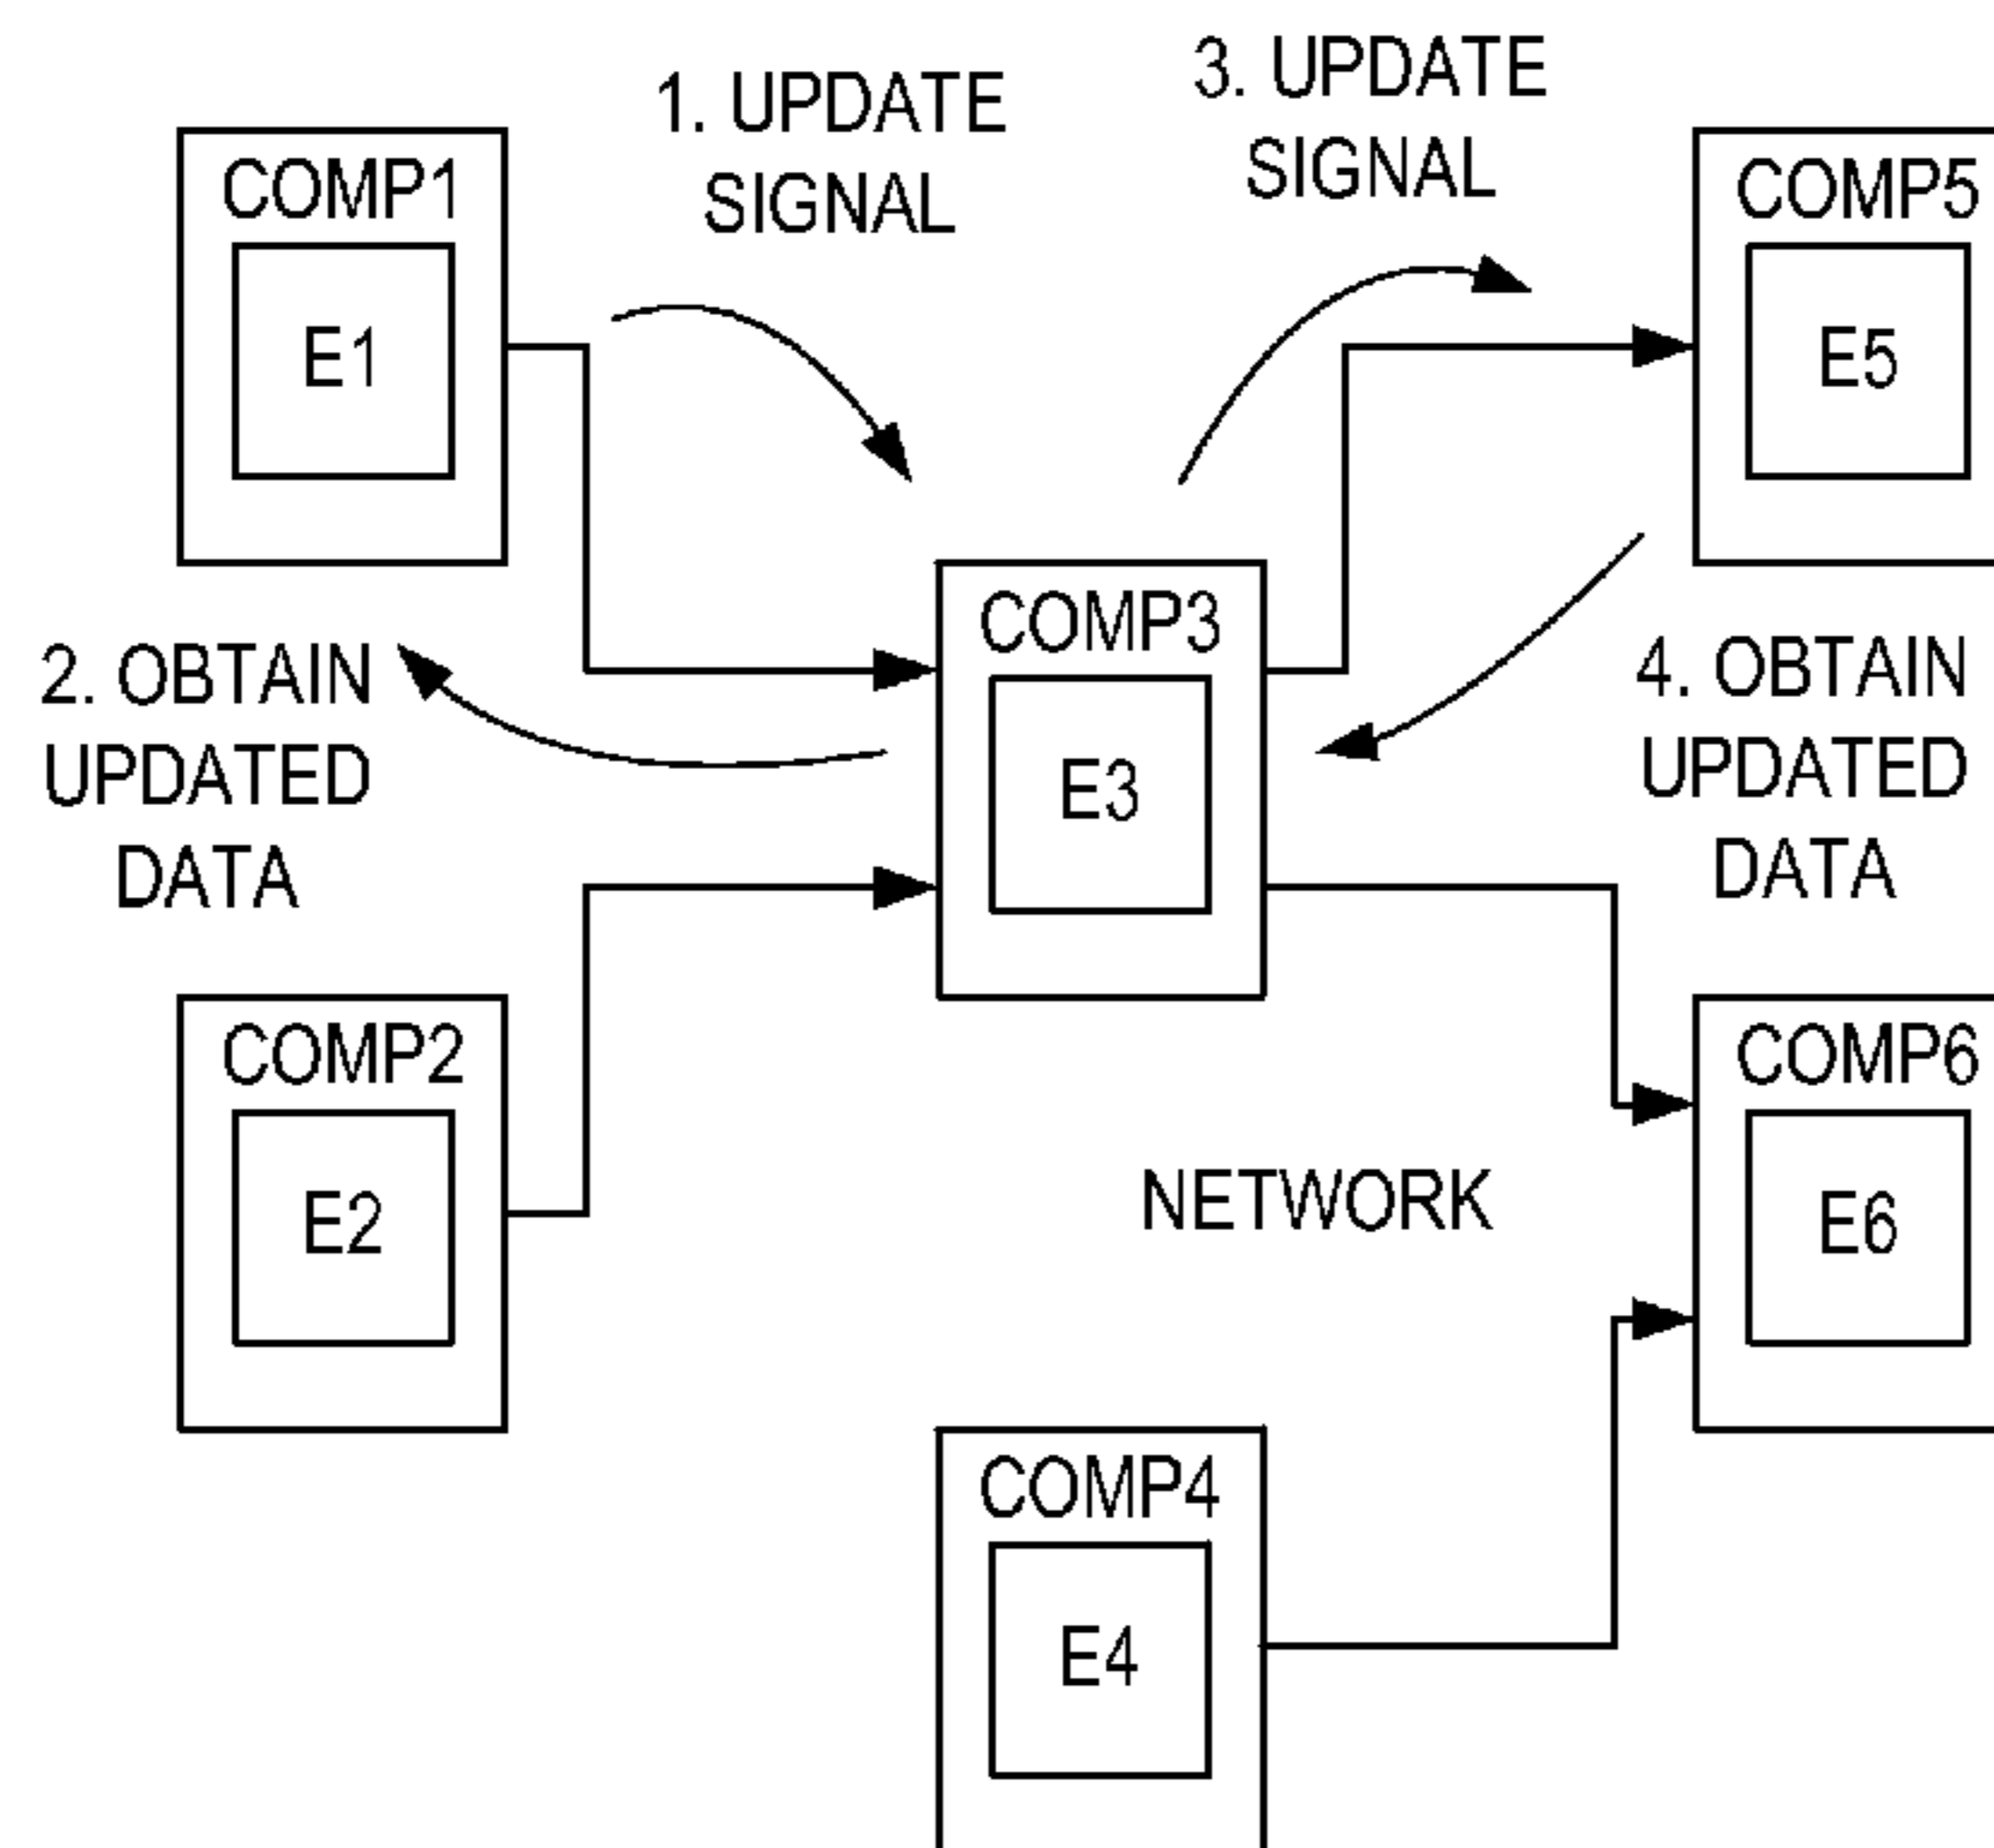 1. UPDATE
SIGNAL
3. UPDATE
SIGNAL
COMP1
E1
COMP5
E5
2. OBTAIN
UPDATED
DATA
COMP3
E3
4. OBTAIN
UPDATED
DATA
COMP2
E2
NETWORK
COMP6
E6
COMP4
E4